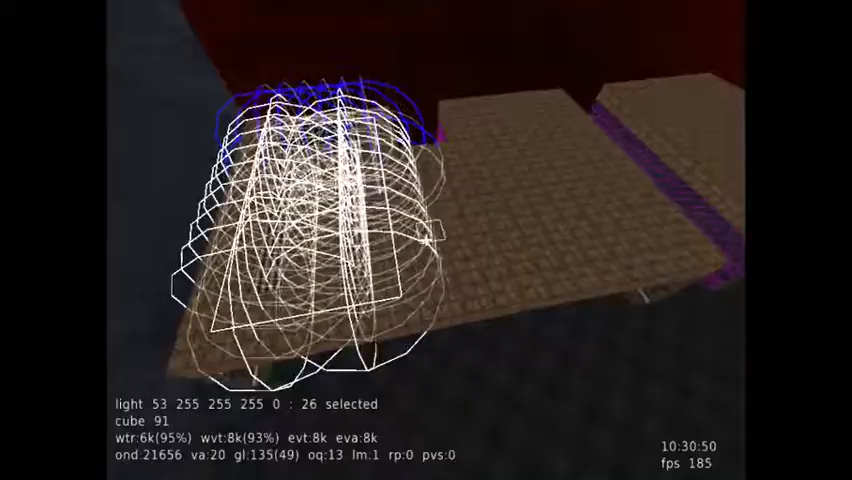 light 53 255 255 255 0 : 26 selected
cube 91
wtr:6k(95%) wvt:8k(93%) evt:8k eva:8k
ond:21656 va:20 gl:135(49) oq:13 lm:1 rp:0 pvs:0
10:30:50
fps 185